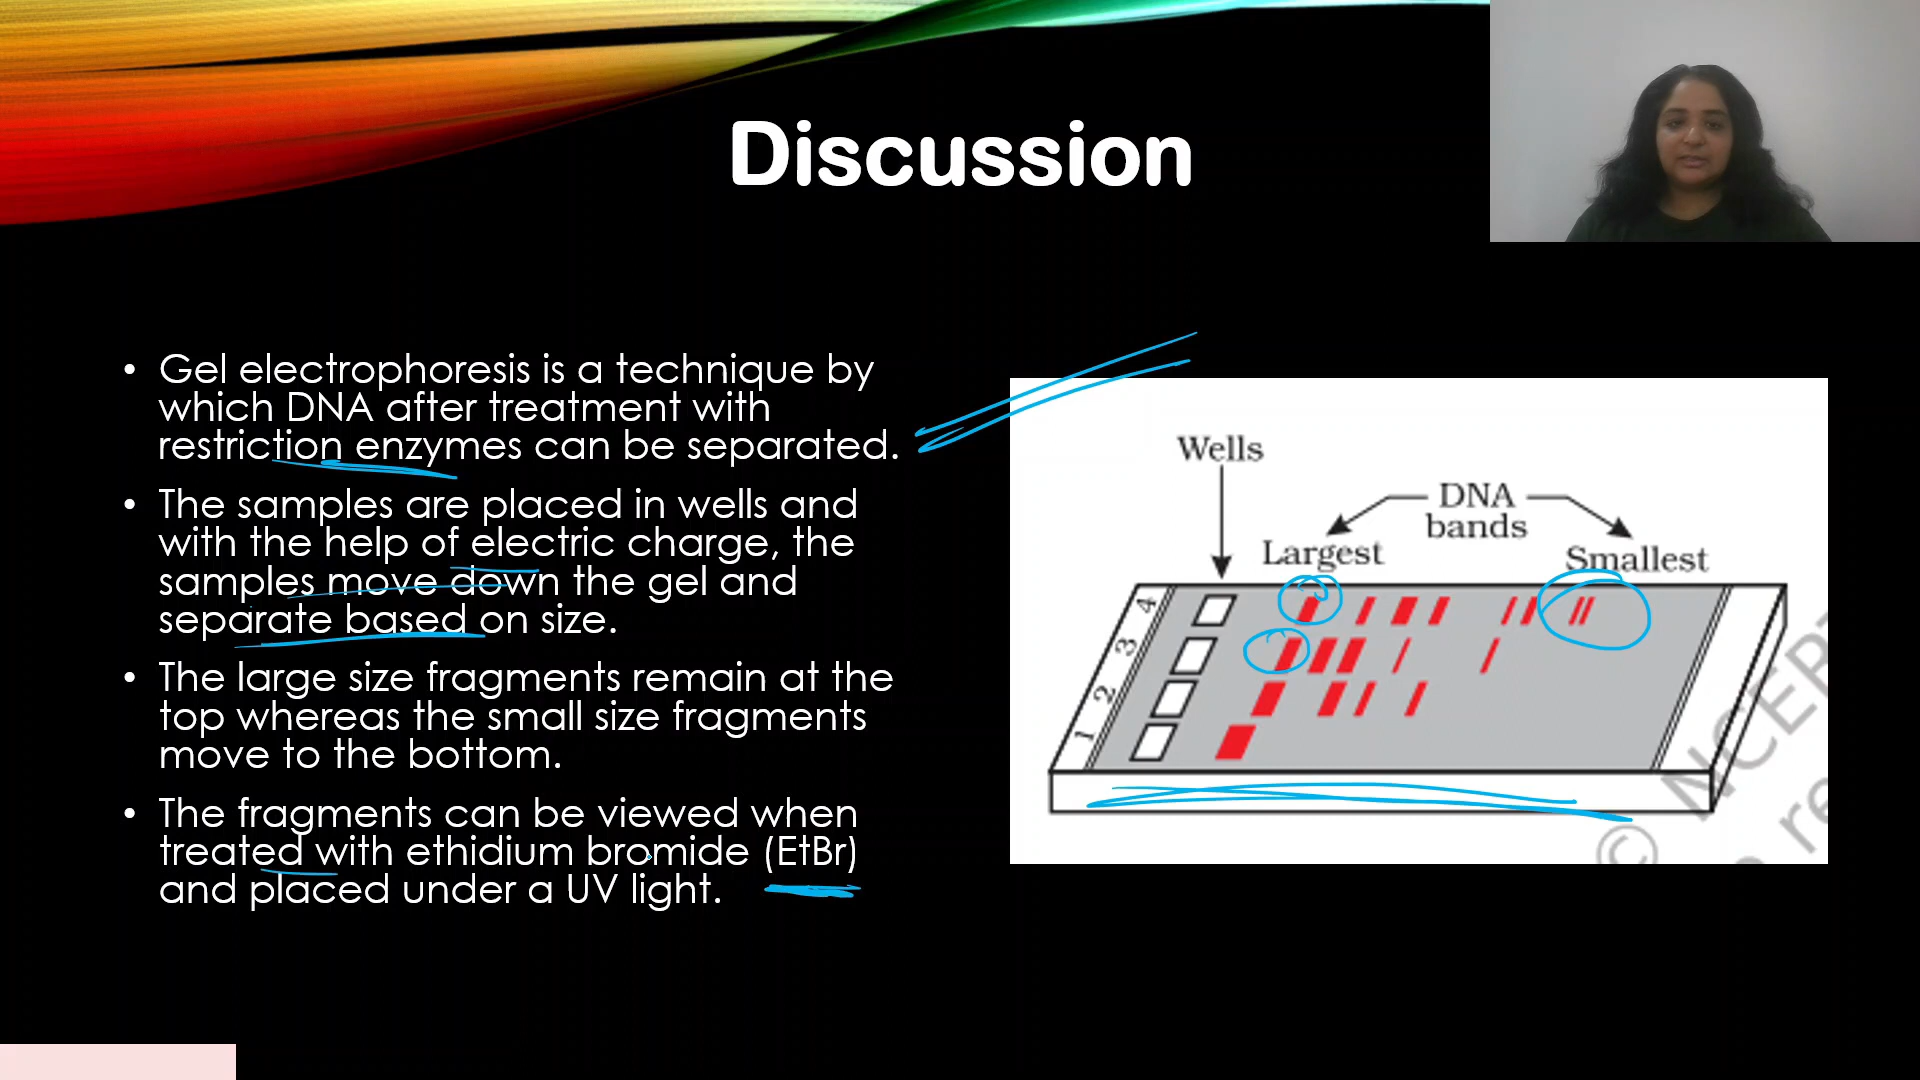 Discussion
• Gel electrophoresis is a technique by
which DNA after treatment with
restriction enzymes can be separated.
• The samples are placed in wells and
with the help of electric charge, the
samples move down the gel and
separate based on size.
• The large size fragments remain at the
top whereas the small size fragments
move to the bottom.
• The fragments can be viewed when
treated with ethidium bromide (EtBr)
and placed under a UV light.
Wells
DNA
bands
Largest
Smallest
4
3
2
1
© NCERT